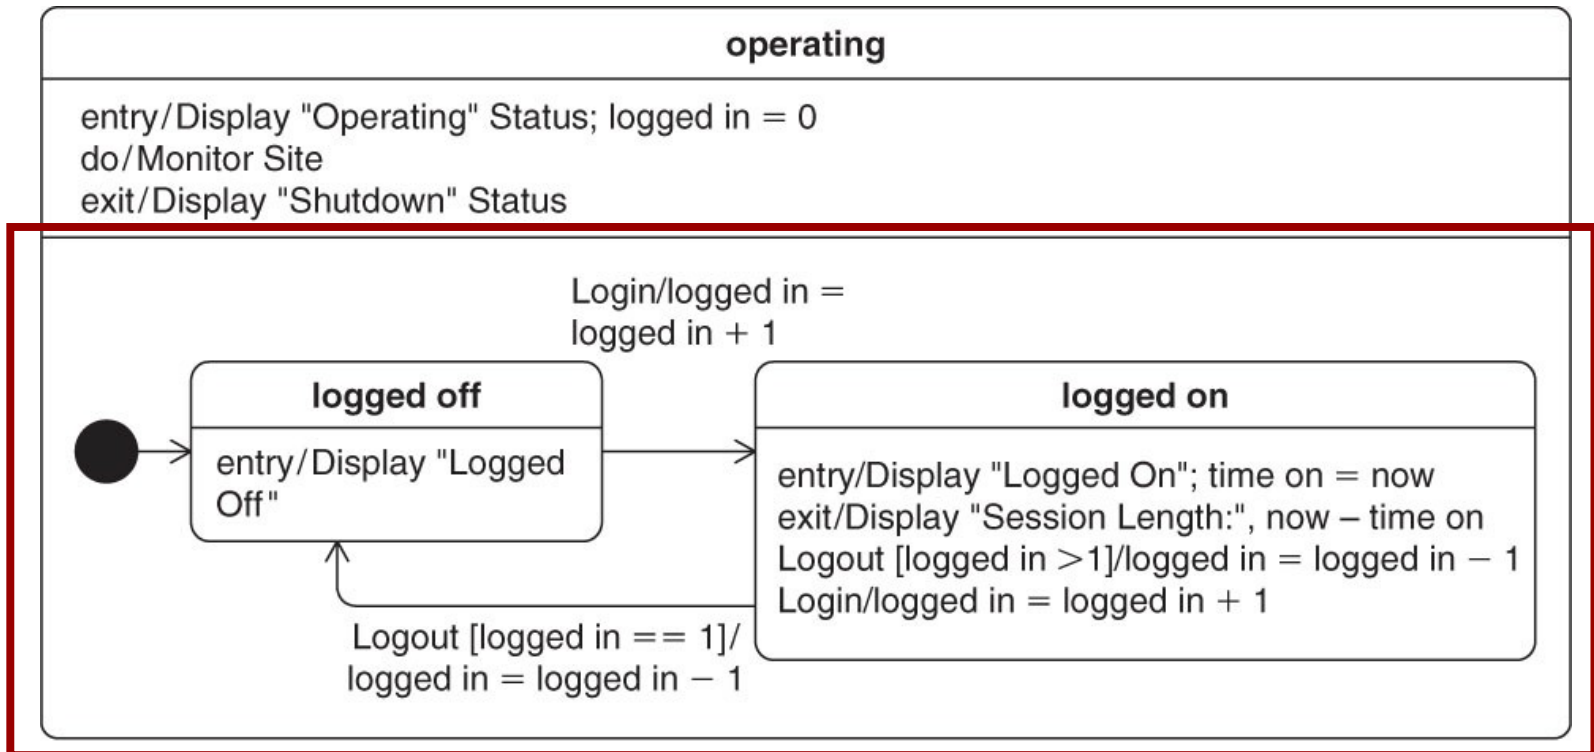 operating
entry/Display "Operating" Status; logged in = 0
do/Monitor Site
exit/Display "Shutdown" Status
Login/logged in =
logged in + 1
logged off
entry/Display "Logged
Off"
logged on
entry/Display "Logged On"; time on = now
exit/Display "Session Length:", now – time on
Logout [logged in >1]/logged in = logged in − 1
Login/logged in = logged in + 1
Logout [logged in == 1]/
logged in = logged in − 1